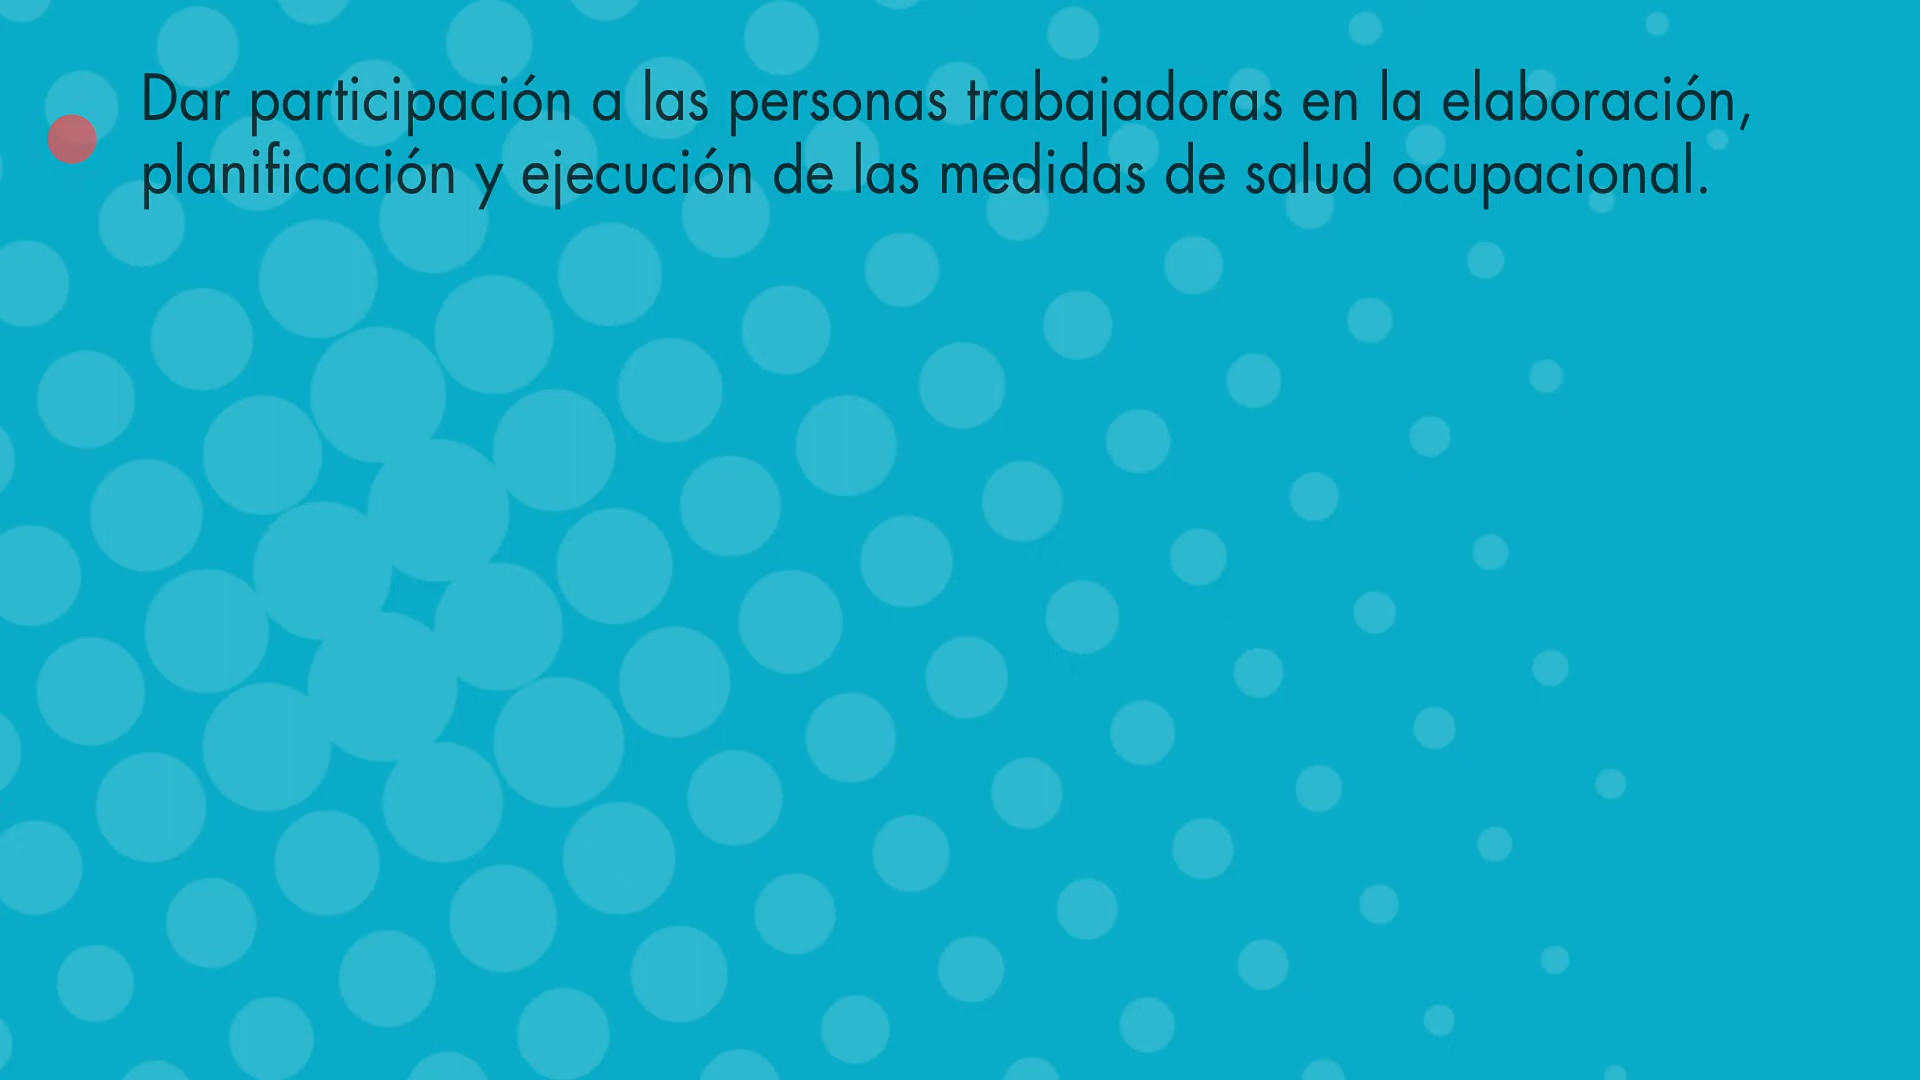 Dar participación a las personas trabajadoras en la elaboración,
planificación y ejecución de las medidas de salud ocupacional.